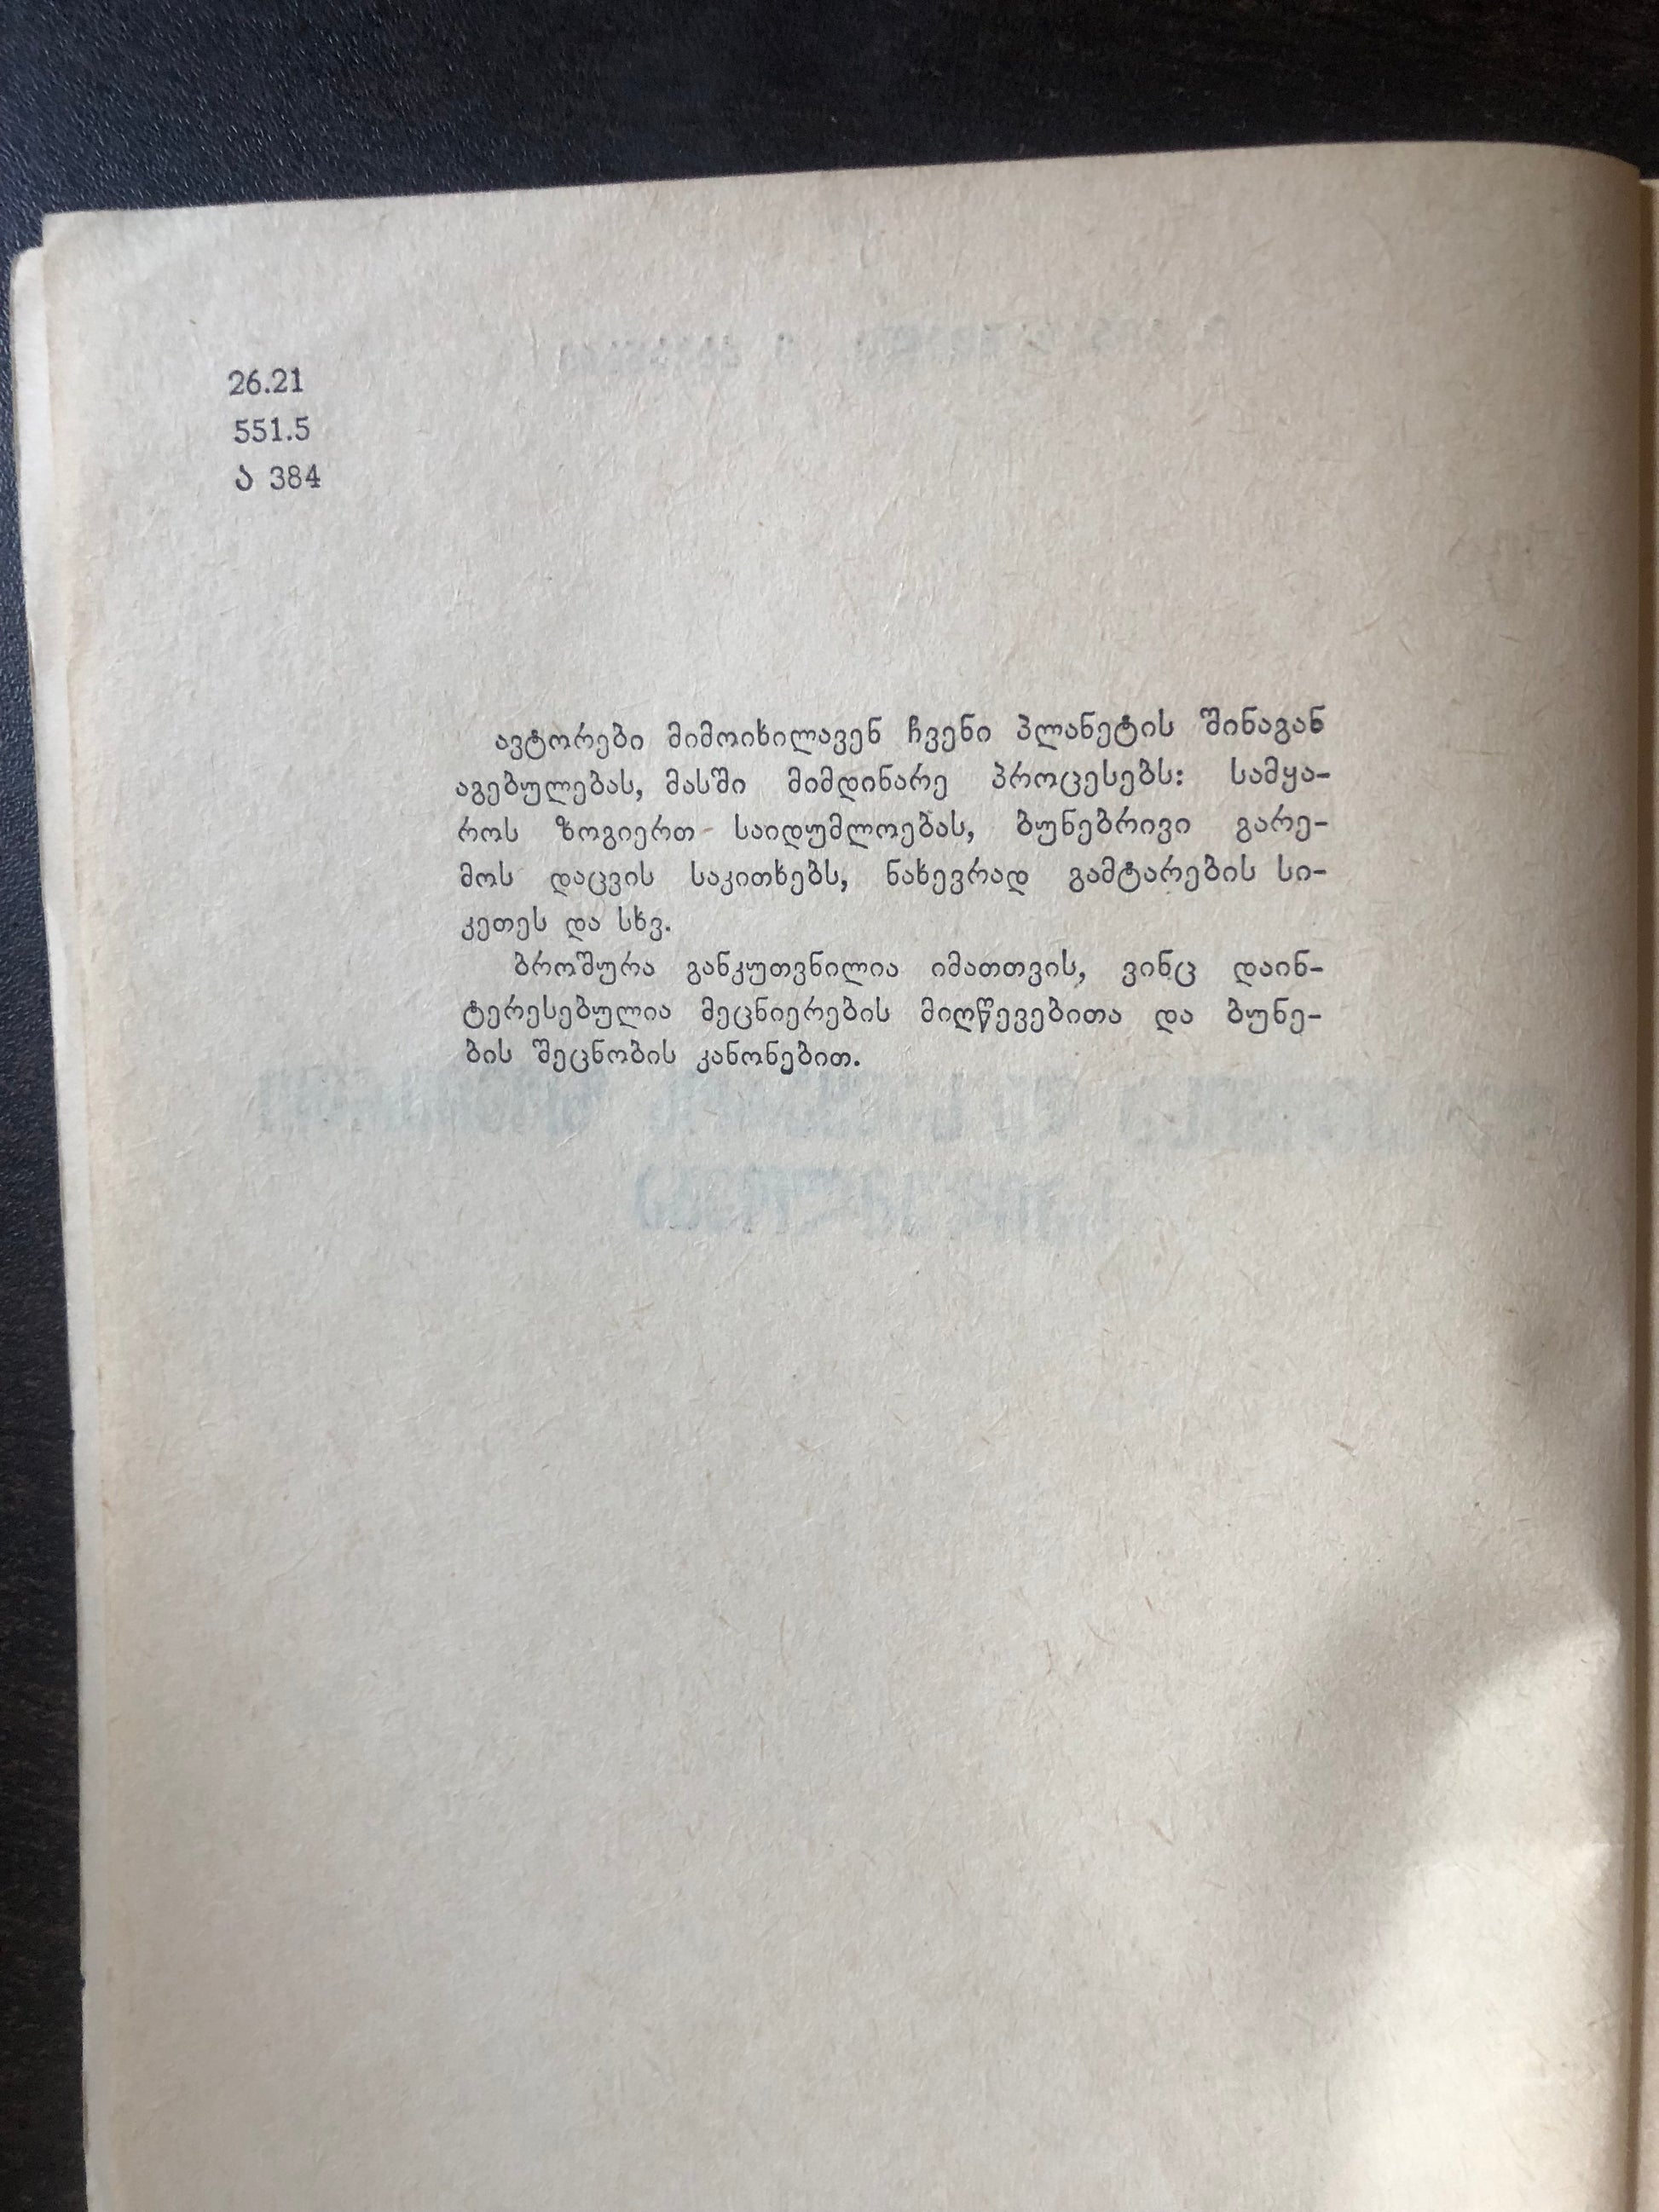 26.21
551.5
ა 384
ავტორები მიმოიხილავენ ჩვენი პლანეტის შინაგან
აგებულებას, მასში მიმდინარე პროცესებს: სამყა-
როს ზოგიერთ საიდუმლოებას, ბუნებრივი გარე-
მოს დაცვის საკითხებს, ნახევრად გამტარების სი-
კეთეს და სხვ.
ბროშურა განკუთვნილია იმათთვის, ვინც დაინ-
ტერესებულია მეცნიერების მიღწევებითა და ბუნე-
ბის შეცნობის კანონებით.